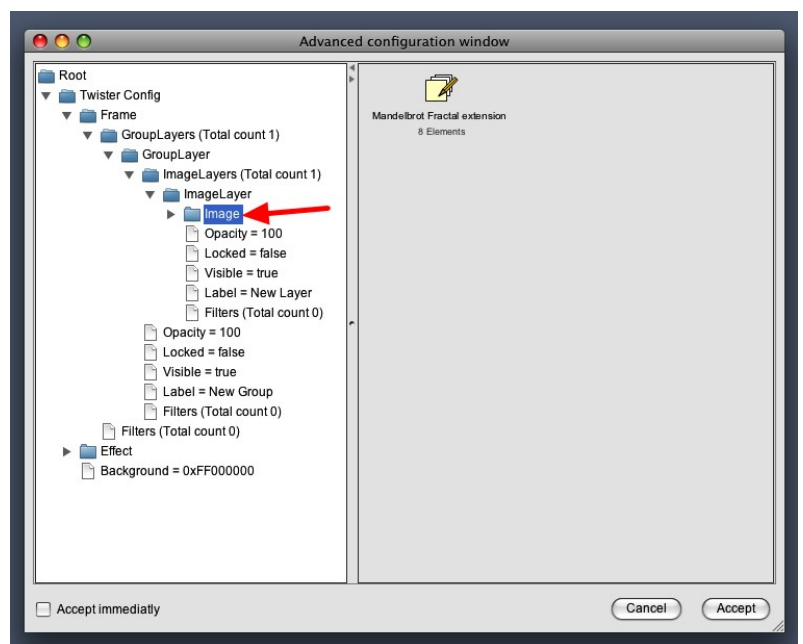 Advanced configuration window
Root
Twister Config
Frame
GroupLayers (Total count 1)
GroupLayer
ImageLayers (Total count 1)
ImageLayer
Image
Opacity = 100
Locked = false
Visible = true
Label = New Layer
Filters (Total count 0)
Opacity = 100
Locked = false
Visible = true
Label = New Group
Filters (Total count 0)
Filters (Total count 0)
Effect
Background = 0xFF000000
Mandelbrot Fractal extension
8 Elements
Accept immediatly
Cancel
Accept